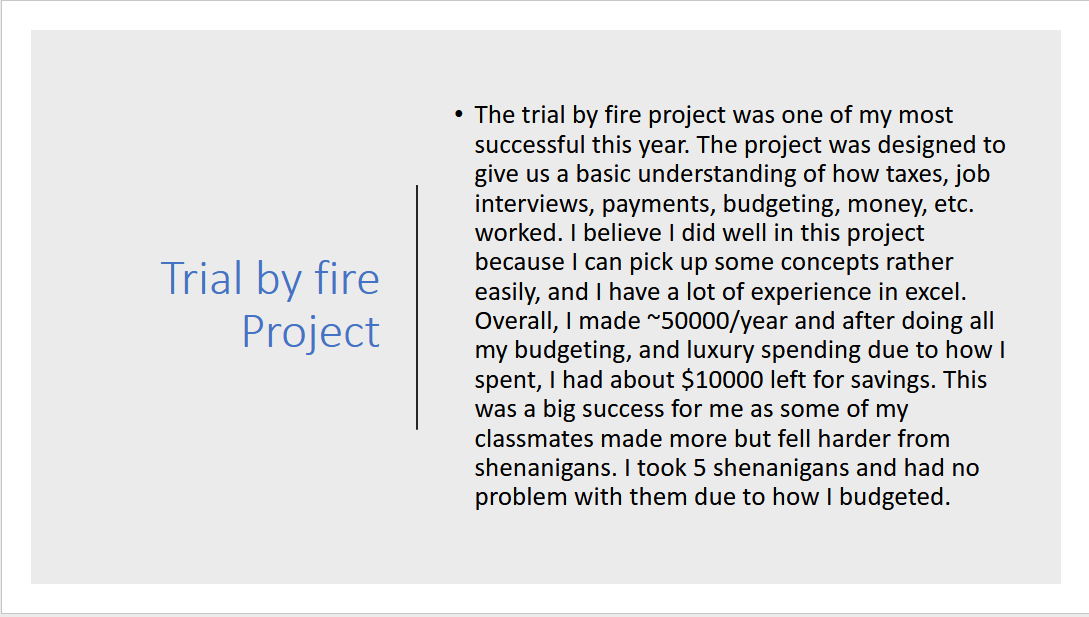 Trial by fire
Project
• The trial by fire project was one of my most
successful this year. The project was designed to
give us a basic understanding of how taxes, job
interviews, payments, budgeting, money, etc.
worked. I believe I did well in this project
because I can pick up some concepts rather
easily, and I have a lot of experience in excel.
Overall, I made ~50000/year and after doing all
my budgeting, and luxury spending due to how I
spent, I had about $10000 left for savings. This
was a big success for me as some of my
classmates made more but fell harder from
shenanigans. I took 5 shenanigans and had no
problem with them due to how I budgeted.